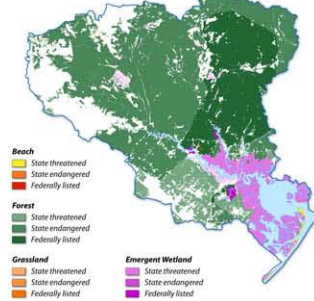 Beach
State threatened
State endangered
Federally listed
Forest
State threatened
State endangered
Federally listed
Grassland
State threatened
State endangered
Federally listed
Emergent Wetland
State threatened
State endangered
Federally listed